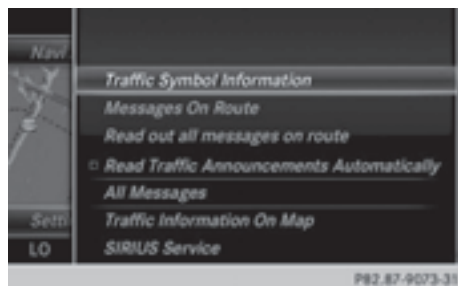 Navi
Traffic Symbol Information
Messages On Route
Read out all messages on route
Read Traffic Announcements Automatically
All Messages
Setti
Traffic Information On Map
LO
SIRIUS Service
P82.87-9073-31